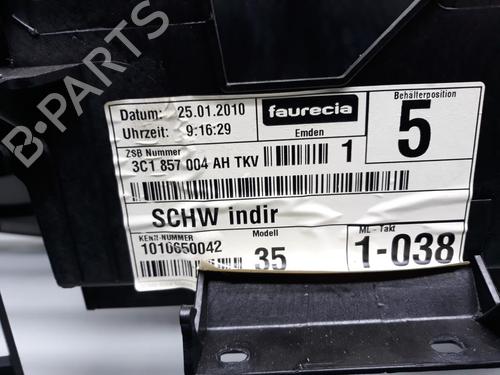 B-PARTS
Datum: 25.01.2010
Uhrzeit: 9:16:29
faurecia
Emden
Behälterposition
5
ZSB Nummer
3C1 857 004 AH TKV
1
SCHW indir
KENN-NUMMER
1010650042
Modell
35
ML - Takt
1-038